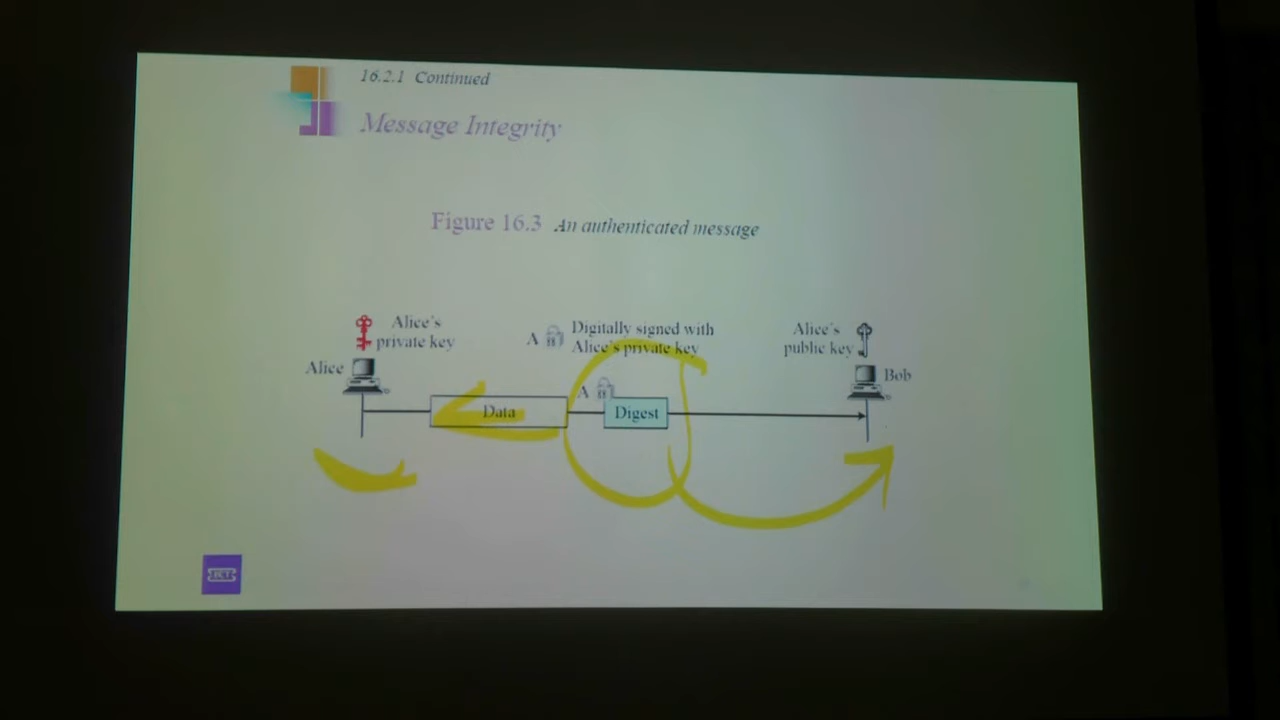 16.2.1 Continued
Message Integrity
Figure 16.3 An authenticated message
Alice's
private key
A
Digitally signed with
Alice's private key
Alice's
public key
Alice
Bob
A
Data
Digest